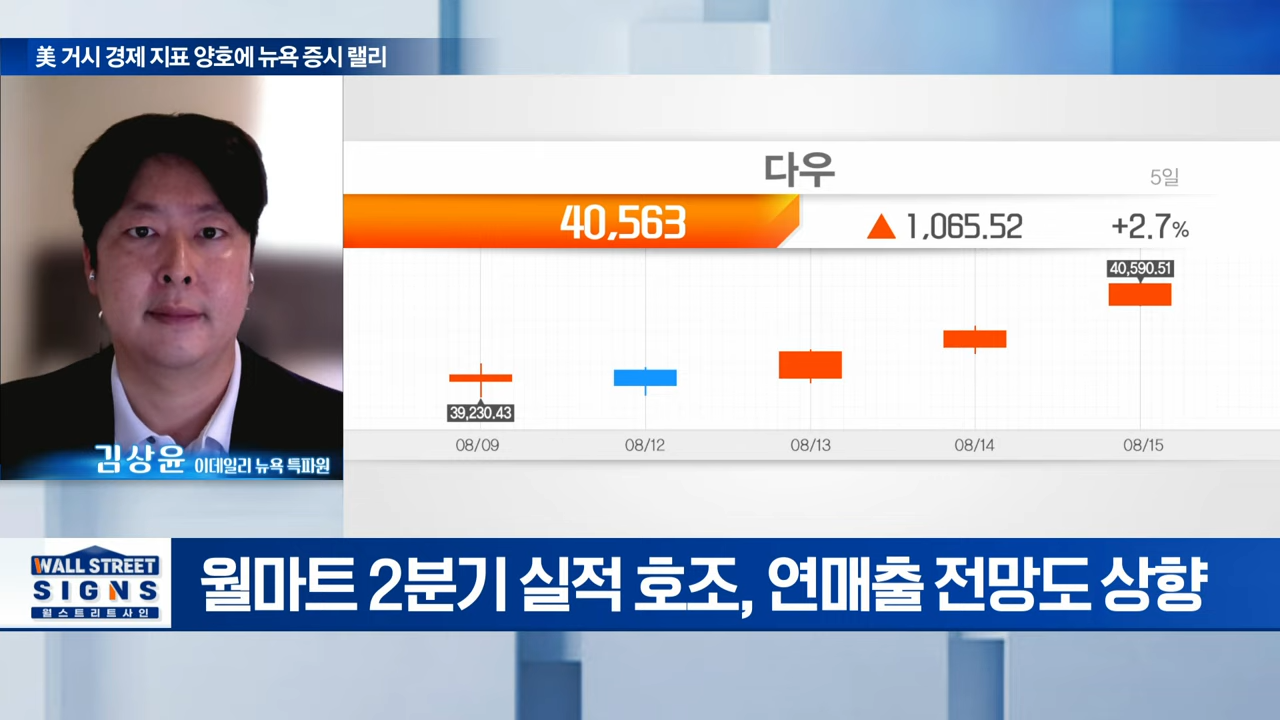 美 거시 경제 지표 양호에 뉴욕 증시 랠리
다우
5일
40,563 ▲ 1,065.52 +2.7%
40,590.51
39,230.43
08/09 08/12 08/13 08/14 08/15
김상윤 이데일리 뉴욕 특파원
WALL STREET
SIGNS
월스트리트사인
월마트 2분기 실적 호조, 연매출 전망도 상향